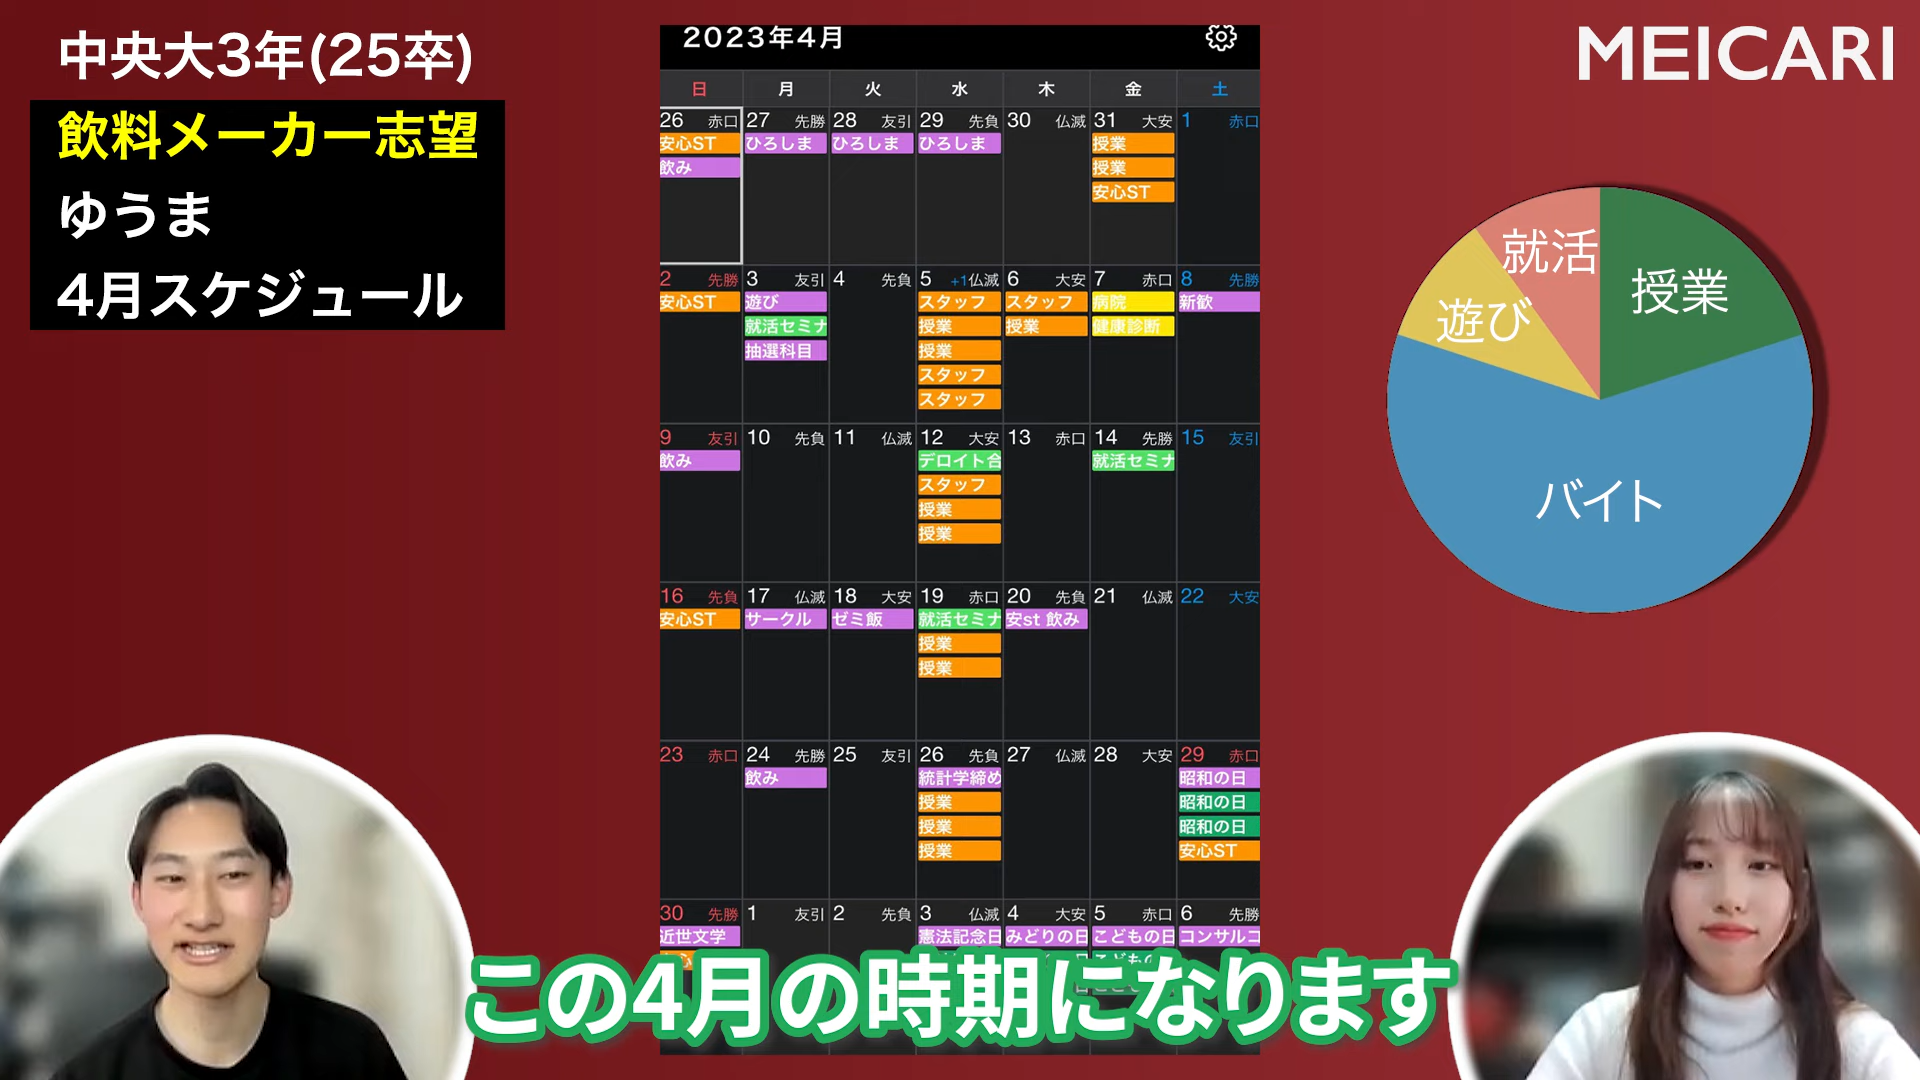 中央大3年(25卒)
飲料メーカー志望
ゆうま
4月スケジュール
MEICARI
2023年4月
日 月 火 水 木 金 土
26 赤口 27 先勝 28 友引 29 先負 30 仏滅 31 大安 1 赤口
安心ST ひろしま ひろしま ひろしま 授業
飲み 授業
安心ST
2 先勝 3 友引 4 先負 5 +1仏滅 6 大安 7 赤口 8 先勝
安心ST 遊び スタッフ スタッフ 病院 新歓
就活セミナ 授業 授業 健康診断
抽選科目 授業
スタッフ
スタッフ
9 友引 10 先負 11 仏滅 12 大安 13 赤口 14 先勝 15 友引
飲み デロイト合 就活セミナ
スタッフ
授業
授業
16 先負 17 仏滅 18 大安 19 赤口 20 先負 21 仏滅 22 大安
安心ST サークル ゼミ飯 就活セミナ 安st 飲み
授業
授業
23 赤口 24 先勝 25 友引 26 先負 27 仏滅 28 大安 29 赤口
飲み 統計学締め 昭和の日
授業 昭和の日
授業 昭和の日
授業 安心ST
30 先勝 1 友引 2 先負 3 仏滅 4 大安 5 赤口 6 先勝
近世文学 憲法記念日 みどりの日 こどもの日 コンサルコ
就活
授業
遊び
バイト
この4月の時期になります